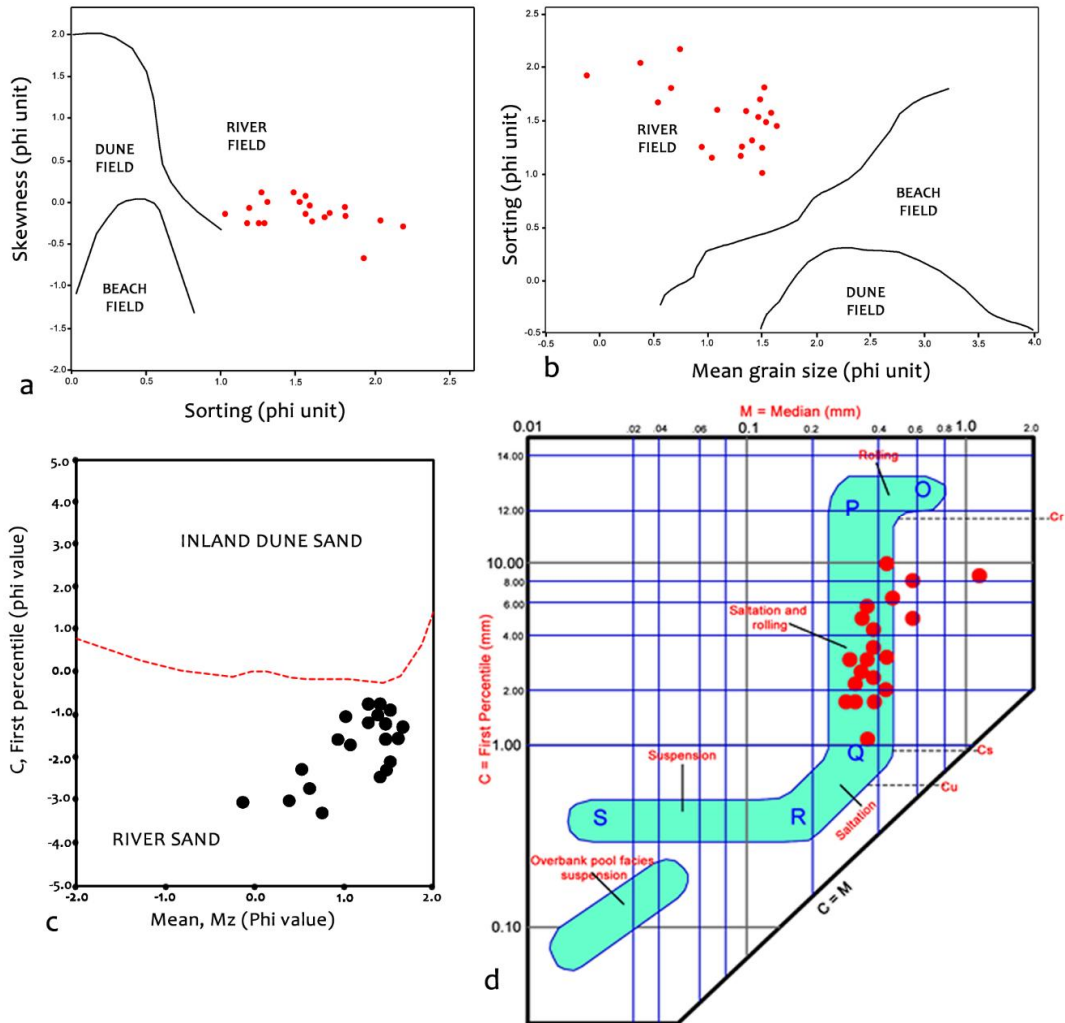 Skewness (phi unit)
2.0
1.5
1.0
0.5
0.0
-0.5
-1.0
-1.5
-2.0
DUNE
FIELD
RIVER
FIELD
BEACH
FIELD
0.0 0.5 1.0 1.5 2.0 2.5
a
Sorting (phi unit)
Sorting (phi unit)
2.5
2.0
1.5
1.0
0.5
0.0
-0.5
RIVER
FIELD
BEACH
FIELD
DUNE
FIELD
-0.5 0.0 0.5 1.0 1.5 2.0 2.5 3.0 3.5 4.0
b
Mean grain size (phi unit)
C, First percentile (phi value)
5.0
4.0
3.0
2.0
1.0
0.0
-1.0
-2.0
-3.0
-4.0
-5.0
INLAND DUNE SAND
RIVER SAND
-2.0 -1.0 0.0 1.0 2.0
c
Mean, Mz (Phi value)
M = Median (mm)
0.01 .02 .04 .06 0.1 0.2 0.4 0.6 0.8 1.0 2.0
C = First Percentile (mm)
14.00
12.00
10.00
8.00
6.00
4.00
2.00
1.00
0.10
Rolling
P
O
Cr
Saltation and
rolling
Q
Cs
Suspension
Cu
S
R
Saltation
Overbank pool facies
suspension
C = M
d